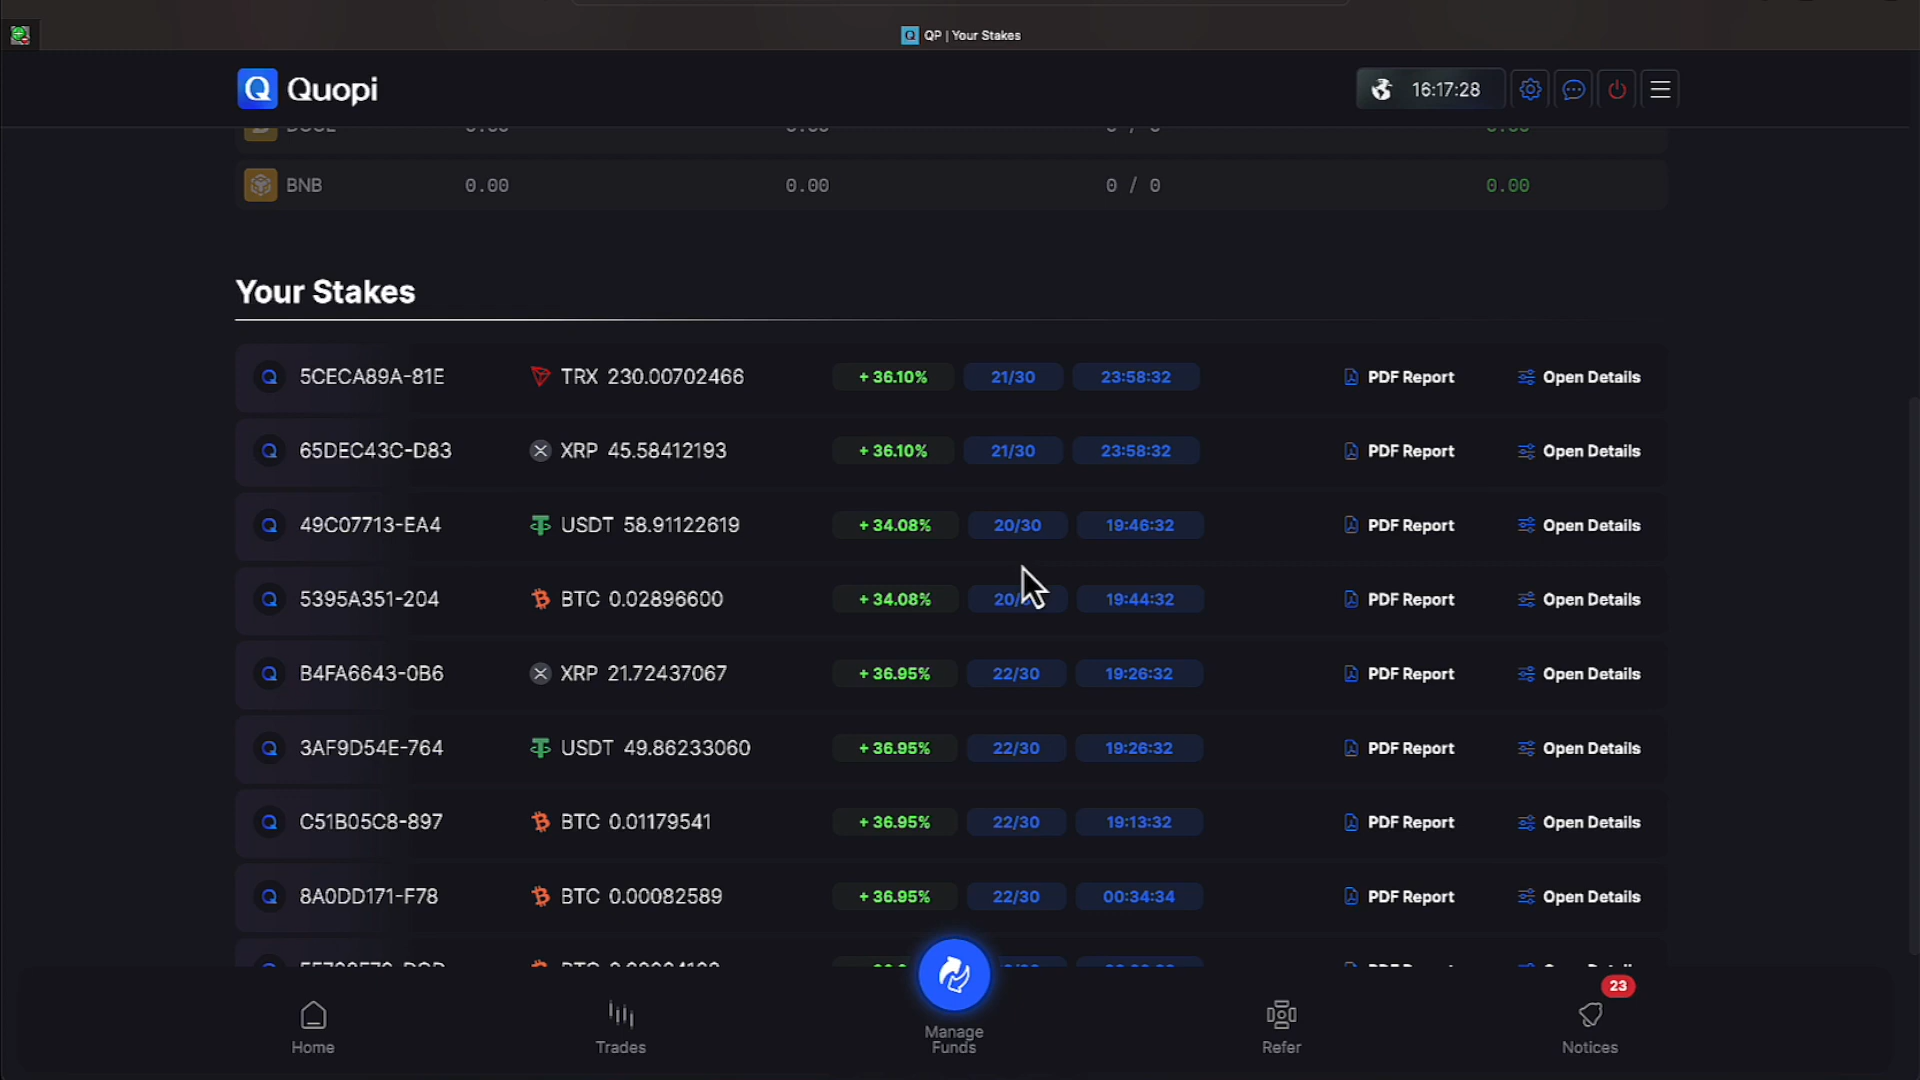 QP | Your Stakes
Quopi
16:17:28
BNB 0.00 0.00 0 / 0 0.00
Your Stakes
5CECA89A-81E TRX 230.00702466 + 36.10% 21/30 23:58:32 PDF Report Open Details
65DEC43C-D83 XRP 45.58412193 + 36.10% 21/30 23:58:32 PDF Report Open Details
49C07713-EA4 USDT 58.91122619 + 34.08% 20/30 19:46:32 PDF Report Open Details
5395A351-204 BTC 0.02896600 + 34.08% 19:44:32 PDF Report Open Details
B4FA6643-0B6 XRP 21.72437067 + 36.95% 22/30 19:26:32 PDF Report Open Details
3AF9D54E-764 USDT 49.86233060 + 36.95% 22/30 19:26:32 PDF Report Open Details
C51B05C8-897 BTC 0.01179541 + 36.95% 22/30 19:13:32 PDF Report Open Details
8A0DD171-F78 BTC 0.00082589 + 36.95% 22/30 00:34:34 PDF Report Open Details
Home
Trades
Manage
Funds
Refer
23
Notices